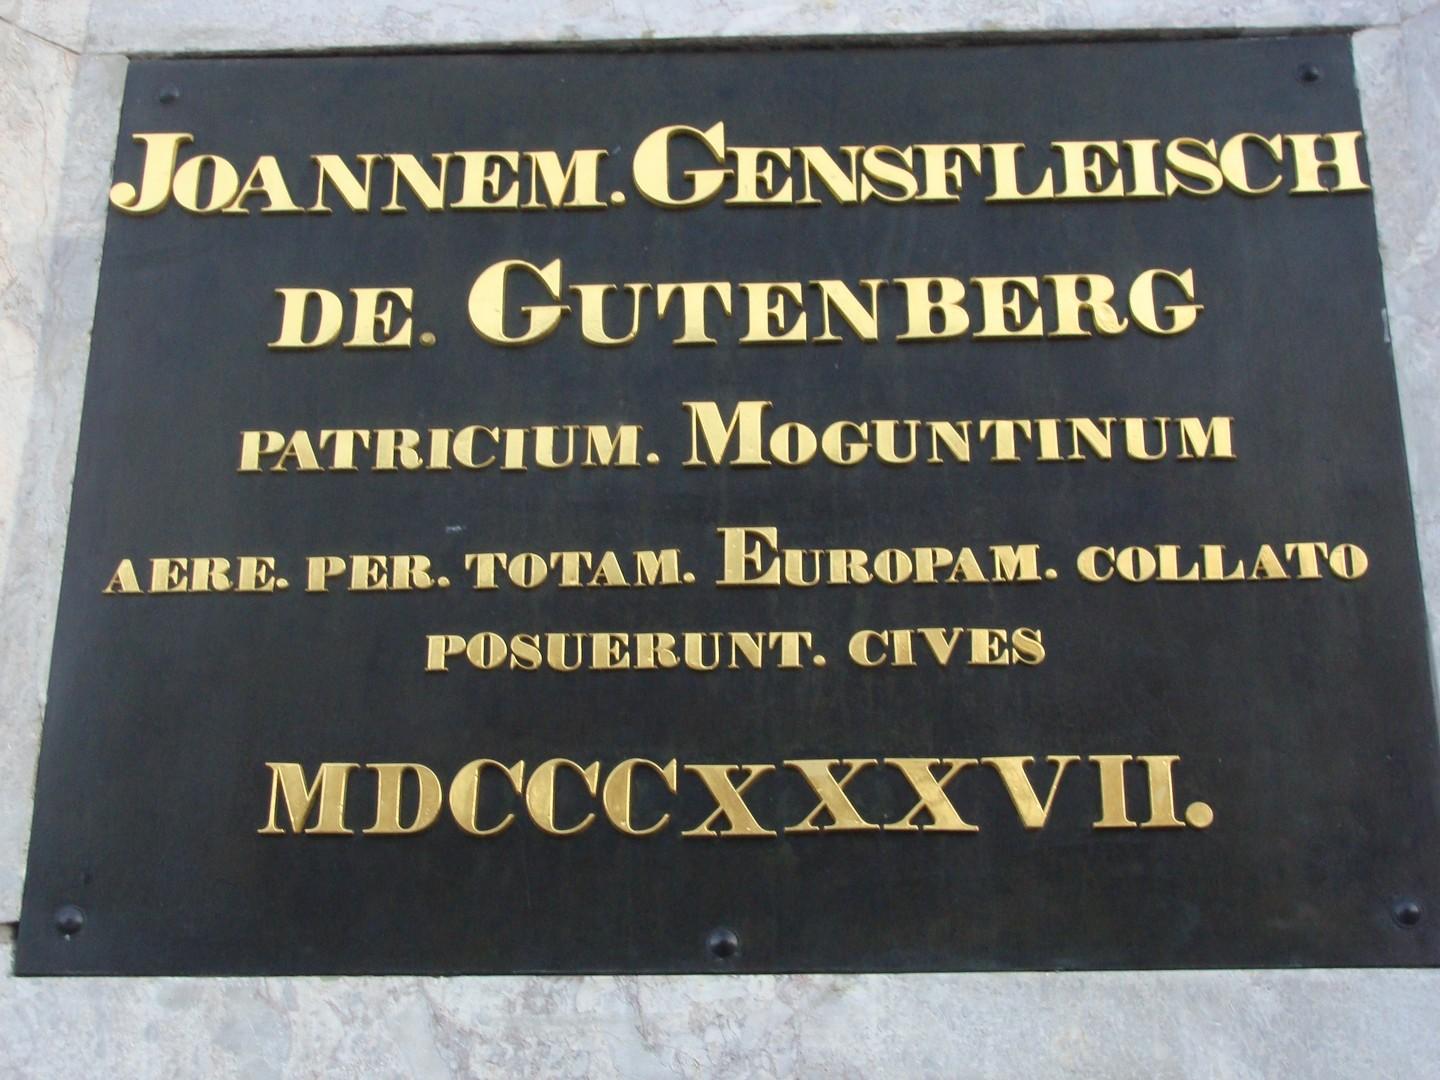 JOANNEM. GENSFLEISCH
DE. GUTENBERG
PATRICIUM. MOGUNTINUM
AERE. PER. TOTAM. EUROPAM. COLLATO
POSUERUNT. CIVES
MDCCCXXXVII.